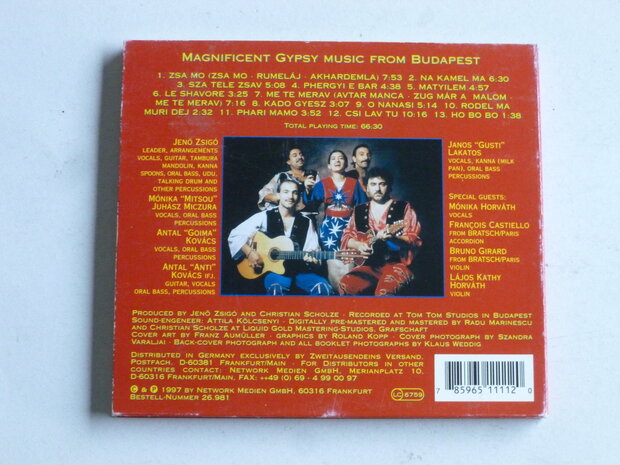 Magnificent Gypsy Music from Budapest
1. Zsa mo (Zsa mo · Rumeláj · Akhardemla) 7:53 2. Na kamel ma 6:30
3. Sza tele zsav 5:08 4. Phergyi e bar 4:38 5. Matyilem 4:57
6. Le shavore 3:25 7. Me te merav (Avtar manca · Zug már a malom ·
Me te merav) 7:16 8. Kado gyesz 3:07 9. O nanasi 5:14 10. Rodel ma
muri dej 2:32 11. Phari mamo 3:52 12. Csi lav tu 10:16 13. Ho bo bo 1:38
Total playing time: 66:30
Jenő Zsigó
leader, arrangements
vocals, guitar, tambura
mandolin, kanna
spoons, oral bass, udu,
talking drum and
other percussions
Mónika "Mitsou"
Juhász Miczura
vocals, oral bass
percussions
Antal "Gojma"
Kovács
vocals, oral bass
percussions
Antal "Anti"
Kovács ifj.
guitar, vocals
oral bass, percussions
Janos "Gusti"
Lakatos
vocals, kanna (milk
pan), oral bass
percussions
Special guests:
Mónika Horváth
vocals
François Castiello
from Bratsch/Paris
accordion
Bruno Girard
from Bratsch/Paris
violin
Lájos Kathy
Horváth
violin
Produced by Jenő Zsigó and Christian Scholze · Recorded at Tom Tom Studios in Budapest
Sound-engeneer: Attila Kölcsenyi · Digitally pre-mastered and mastered by Radu Marinescu
and Christian Scholze at Liquid Gold Mastering-Studios, Grafschaft
Cover art by Franz Aumüller · Graphics by Roland Kopp · Cover photograph by Szandra
Varaljai · Back-cover photograph and all booklet photographs by Klaus Weddig
Distributed in Germany exclusively by Zweitausendeins Versand,
Postfach, D-60381 Frankfurt/Main · For Distributors in other
countries contact: Network Medien GmbH, Merianplatz 10,
D-60316 Frankfurt/Main, Fax: ++49 (0) 69 - 4 99 00 97
© & ℗ 1997 by Network Medien GmbH, 60316 Frankfurt
Bestell-Nummer 26.981
LC 6759
7 85965 11112 0